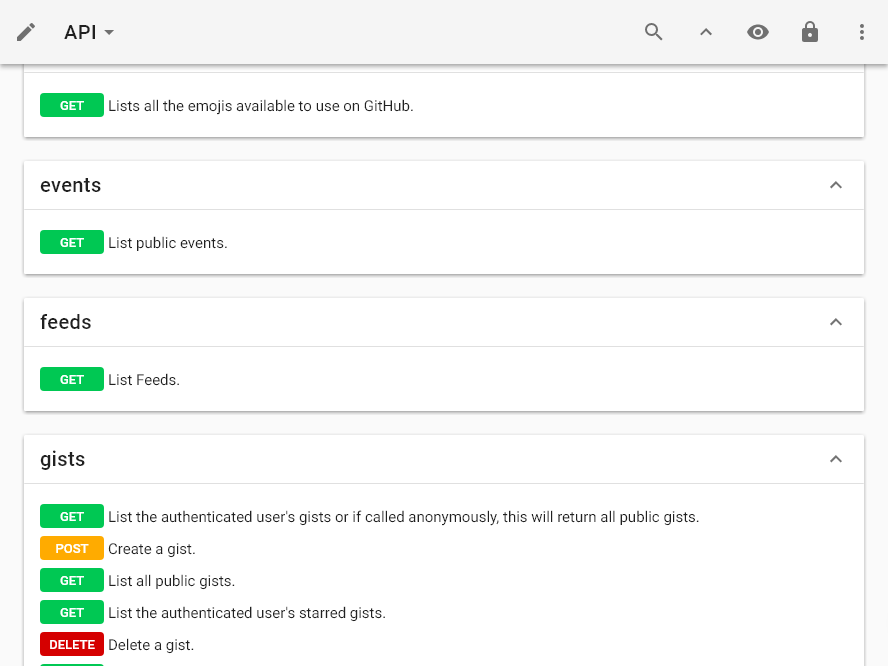 API
GET Lists all the emojis available to use on GitHub.
events
GET List public events.
feeds
GET List Feeds.
gists
GET List the authenticated user's gists or if called anonymously, this will return all public gists.
POST Create a gist.
GET List all public gists.
GET List the authenticated user's starred gists.
DELETE Delete a gist.